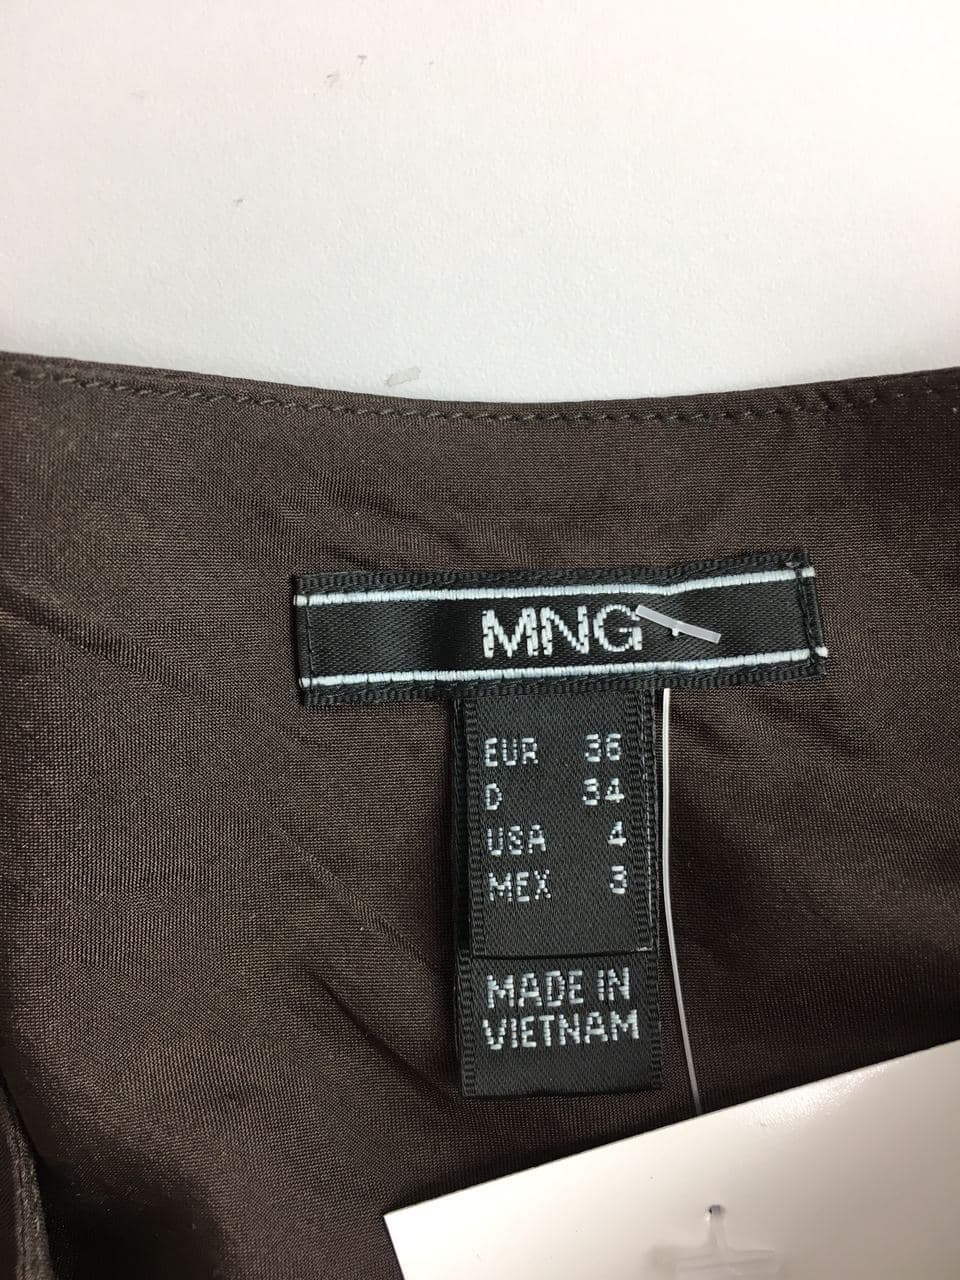 MNG
EUR 36
D 34
USA 4
MEX 3
MADE IN
VIETNAM